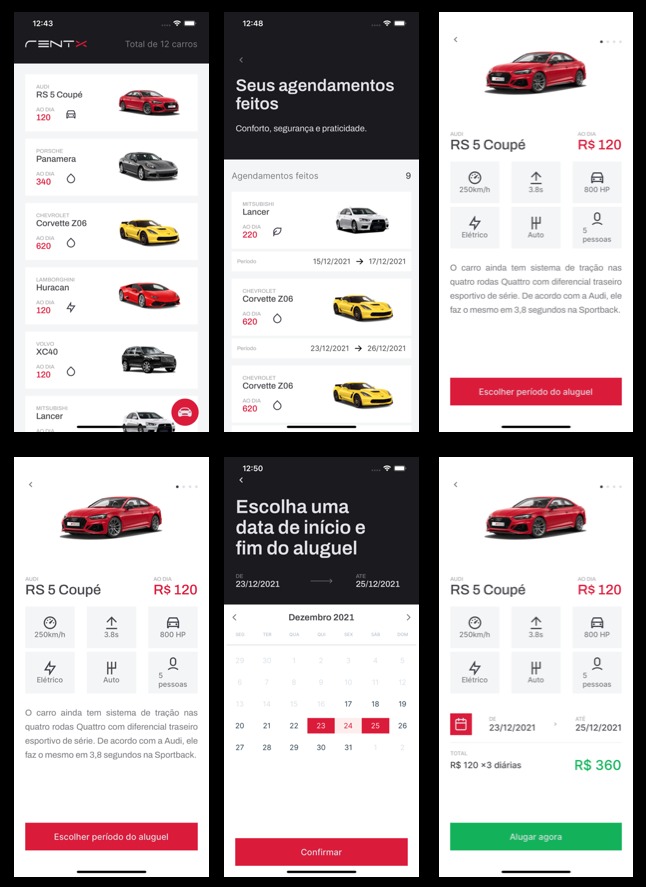 12:43
RENTX
Total de 12 carros
AUDI
RS 5 Coupé
AO DIA
120
PORSCHE
Panamera
AO DIA
340
CHEVROLET
Corvette Z06
AO DIA
620
LAMBORGHINI
Huracan
AO DIA
120
VOLVO
XC40
AO DIA
120
MITSUBISHI
Lancer
12:48
Seus agendamentos
feitos
Conforto, segurança e praticidade.
Agendamentos feitos 9
MITSUBISHI
Lancer
AO DIA
220
Período 15/12/2021 → 17/12/2021
CHEVROLET
Corvette Z06
AO DIA
620
Período 23/12/2021 → 26/12/2021
CHEVROLET
Corvette Z06
AO DIA
620
AUDI AO DIA
RS 5 Coupé R$ 120
250km/h 3.8s 800 HP
Elétrico Auto 5
pessoas
O carro ainda tem sistema de tração nas
quatro rodas Quattro com diferencial traseiro
esportivo de série. De acordo com a Audi, ele
faz o mesmo em 3,8 segundos na Sportback.
Escolher período do aluguel
AUDI AO DIA
RS 5 Coupé R$ 120
250km/h 3.8s 800 HP
Elétrico Auto 5
pessoas
O carro ainda tem sistema de tração nas
quatro rodas Quattro com diferencial traseiro
esportivo de série. De acordo com a Audi, ele
faz o mesmo em 3,8 segundos na Sportback.
Escolher período do aluguel
12:50
Escolha uma
data de início e
fim do aluguel
DE ATÉ
23/12/2021 25/12/2021
Dezembro 2021
SEG TER QUA QUI SEX SAB DOM
29 30 1 2 3 4 5
6 7 8 9 10 11 12
13 14 15 16 17 18 19
20 21 22 23 24 25 26
27 28 29 30 31 1 2
Confirmar
AUDI AO DIA
RS 5 Coupé R$ 120
250km/h 3.8s 800 HP
Elétrico Auto 5
pessoas
DE ATÉ
23/12/2021 25/12/2021
TOTAL
R$ 120 ×3 diárias R$ 360
Alugar agora